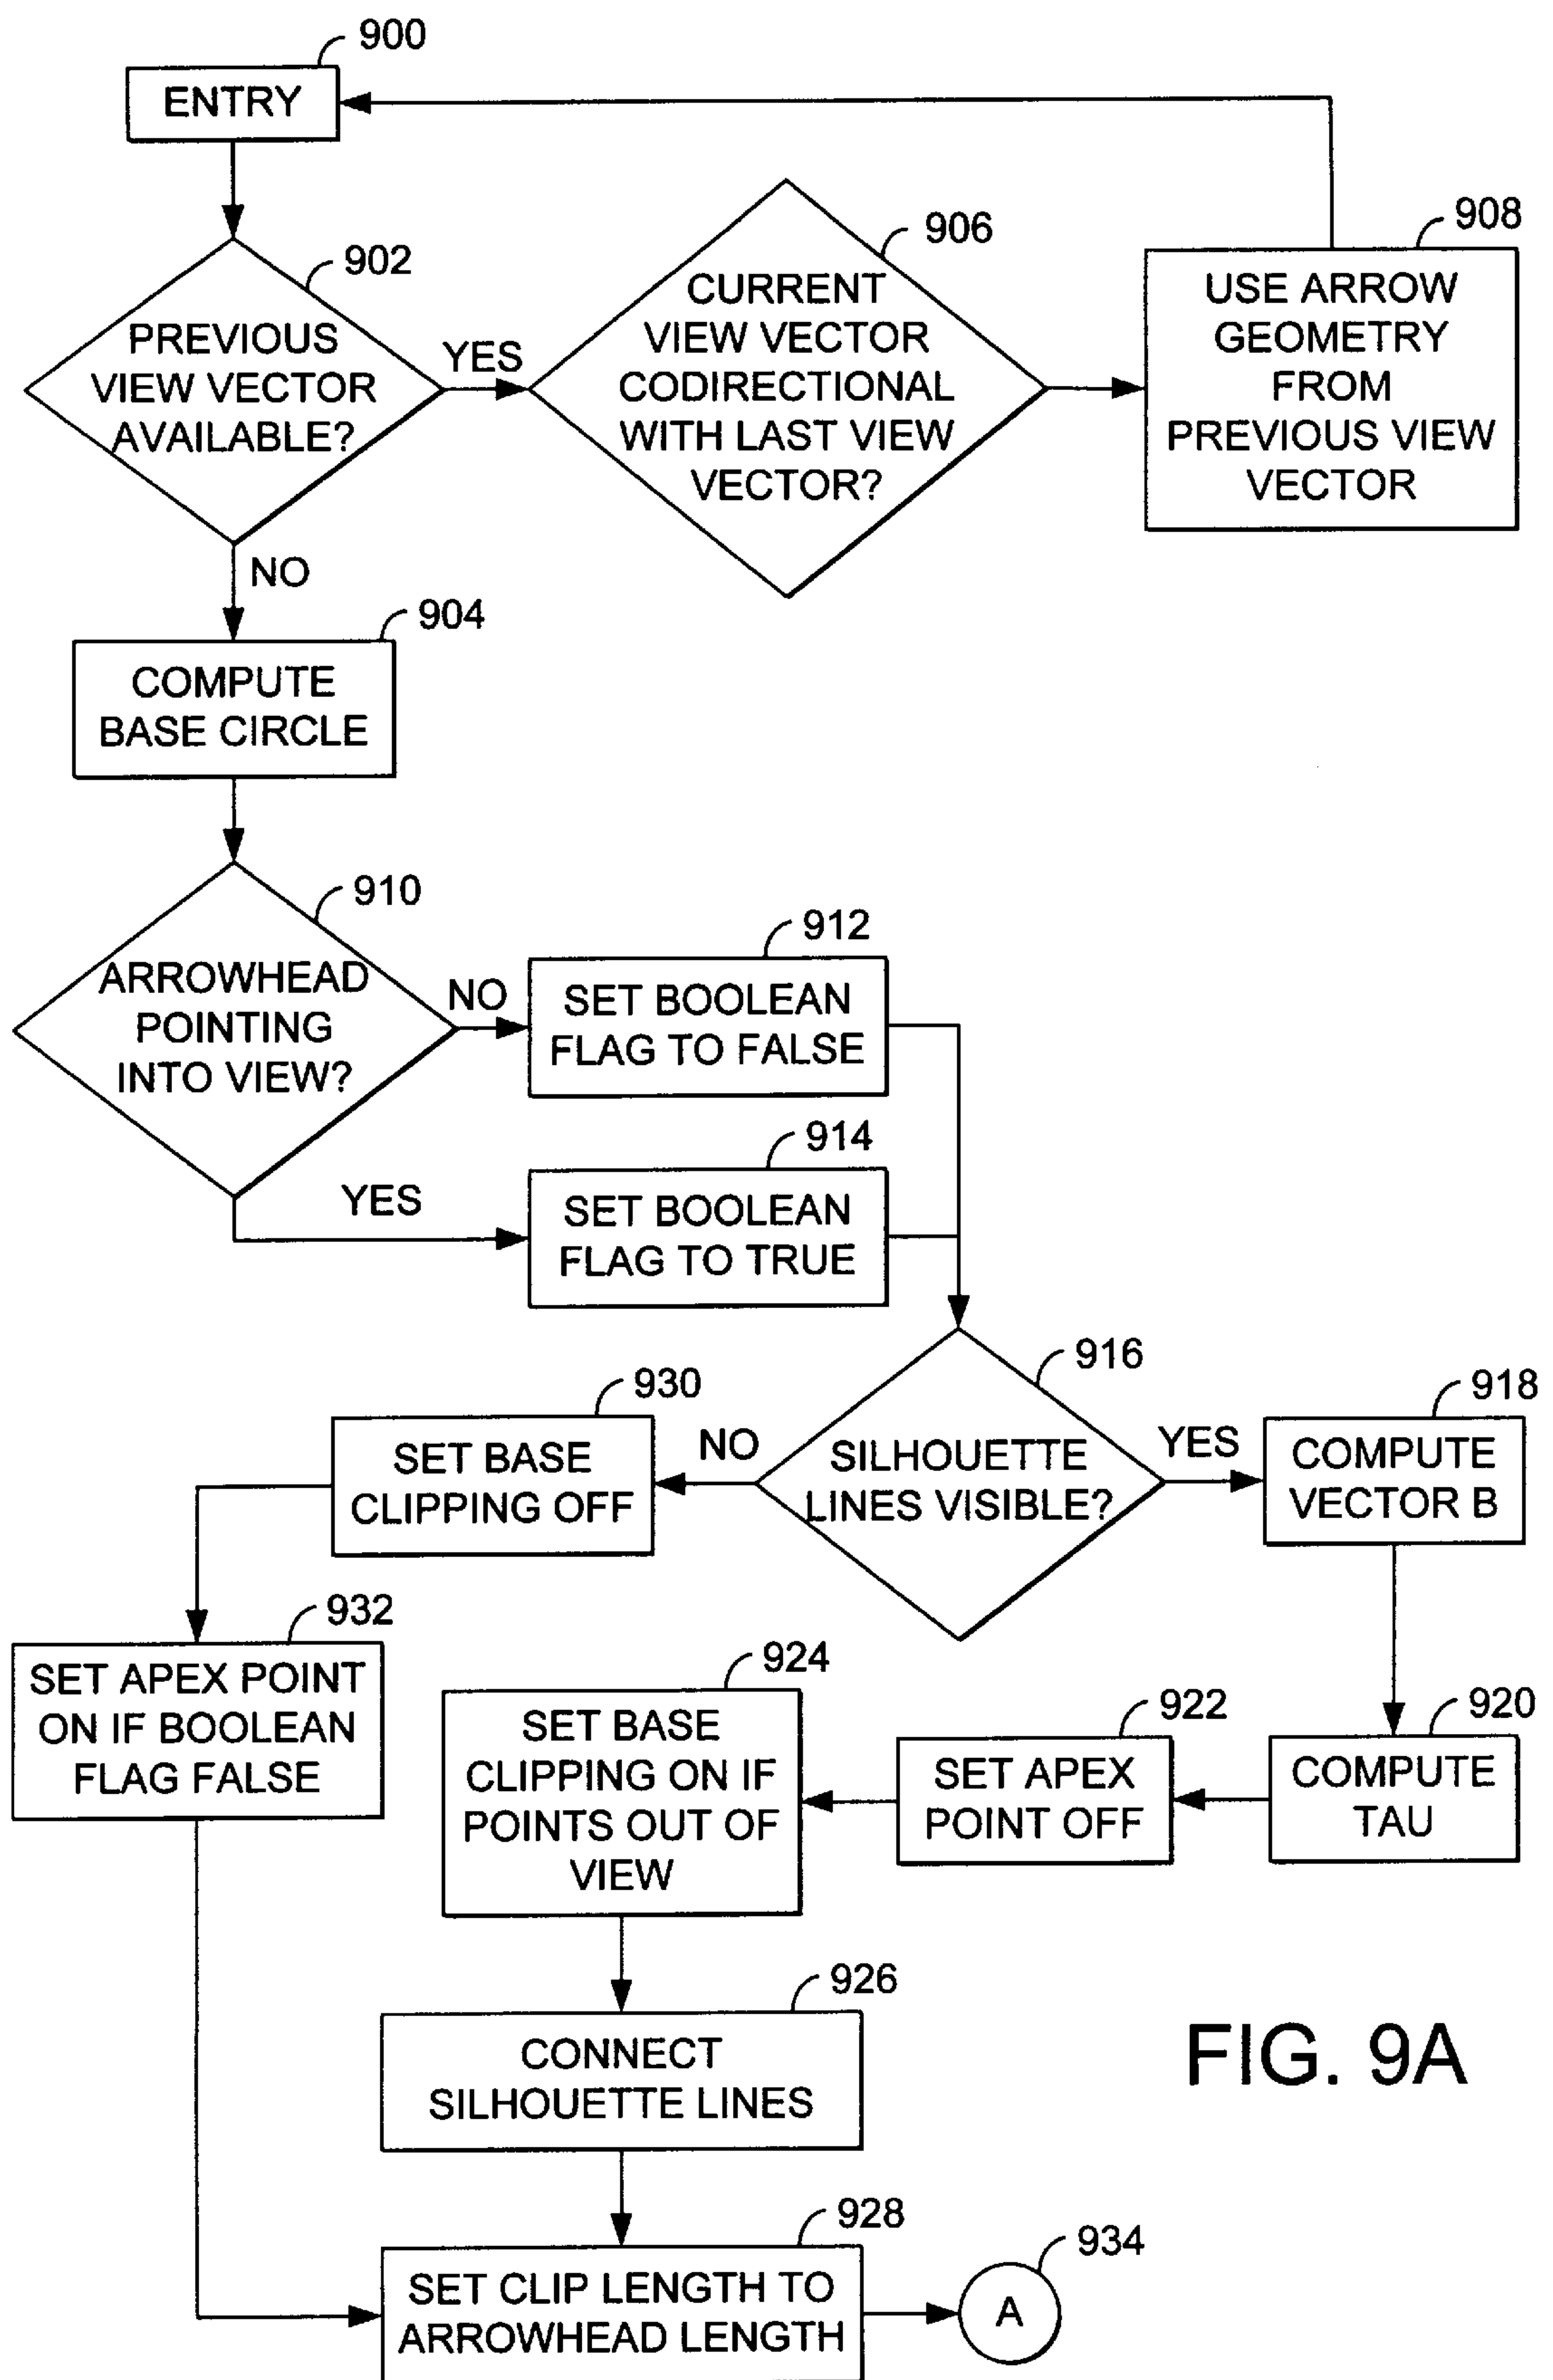 900
ENTRY
902
PREVIOUS
VIEW VECTOR
AVAILABLE?
YES
906
CURRENT
VIEW VECTOR
CODIRECTIONAL
WITH LAST VIEW
VECTOR?
908
USE ARROW
GEOMETRY
FROM
PREVIOUS VIEW
VECTOR
NO
904
COMPUTE
BASE CIRCLE
910
ARROWHEAD
POINTING
INTO VIEW?
NO
912
SET BOOLEAN
FLAG TO FALSE
YES
914
SET BOOLEAN
FLAG TO TRUE
916
SILHOUETTE
LINES VISIBLE?
YES
918
COMPUTE
VECTOR B
NO
930
SET BASE
CLIPPING OFF
932
SET APEX POINT
ON IF BOOLEAN
FLAG FALSE
920
COMPUTE
TAU
922
SET APEX
POINT OFF
924
SET BASE
CLIPPING ON IF
POINTS OUT OF
VIEW
926
CONNECT
SILHOUETTE LINES
928
SET CLIP LENGTH TO
ARROWHEAD LENGTH
934
A
FIG. 9A